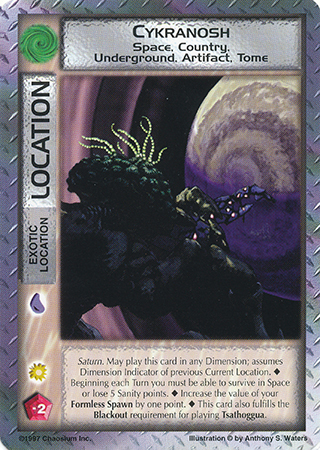 CYKRANOSH
Space, Country,
Underground, Artifact, Tome
LOCATION
EXOTIC
LOCATION
Saturn. May play this card in any Dimension; assumes
Dimension Indicator of previous Current Location. ◆
Beginning each Turn you must be able to survive in Space
or lose 5 Sanity points. ◆ Increase the value of your
Formless Spawn by one point. ◆ This card also fulfills the
Blackout requirement for playing Tsathoggua.
-2
©1997 Chaosium Inc.
Illustration © by Anthony S. Waters